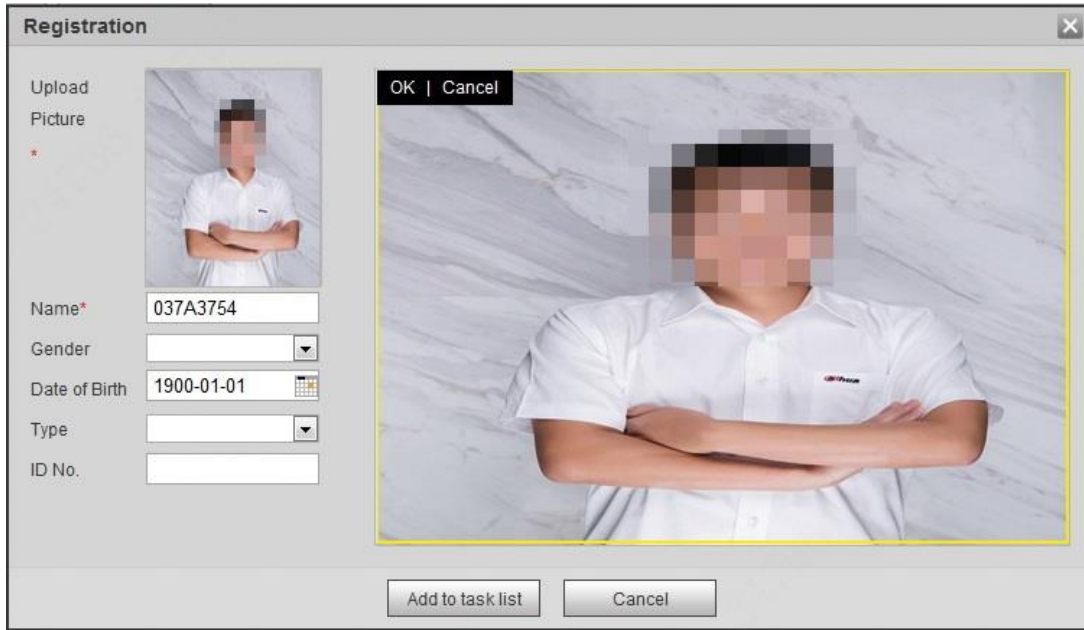 Registration
Upload
Picture
*
OK | Cancel
Name* 037A3754
Gender
Date of Birth 1900-01-01
Type
ID No.
alhua
Add to task list Cancel